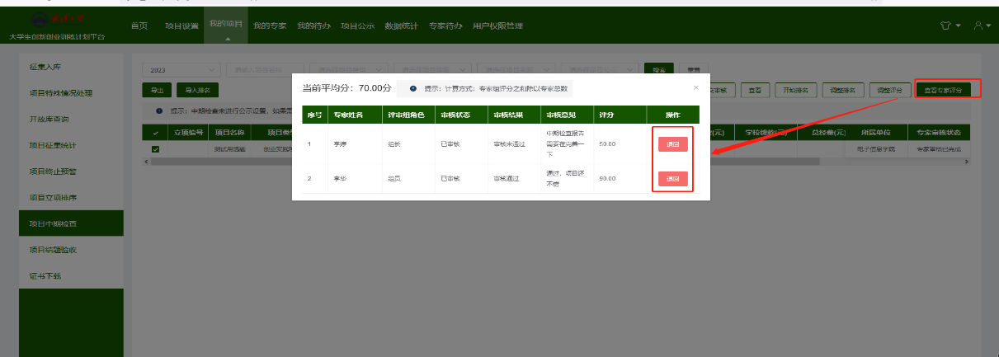 大学生创新创业训练计划平台
首页 项目设置 我的项目 我的专家 我的待办 项目公示 数据统计 专家待办 用户权限管理
征集入库
项目特殊情况处理
开放库查询
项目征集统计
项目终止预警
项目立项排序
项目中期检查
项目结题验收
证书下载
2023 请输入项目名称 搜索 重置
导出 导入排名 查看 开始排名 调整排名 调整评分 查看专家评分
提示：中期检查未进行公示设置，如果需
立项编号 项目名称 项目类 (元) 学校拨款(元) 总经费(元) 所属单位 专家审核状态
测试用练题 创业实践项 电子信息学院 专家审核已完成
当前平均分：70.00分 提示：计算方式：专家组评分之和除以专家总数 ×
序号 专家姓名 评审组角色 审核状态 审核结果 审核意见 评分 操作
1 李婷 组长 已审核 审核未通过 中期检查报告需要在完善一下 50.00 退回
2 李华 组员 已审核 审核通过 通过，项目还不错 90.00 退回